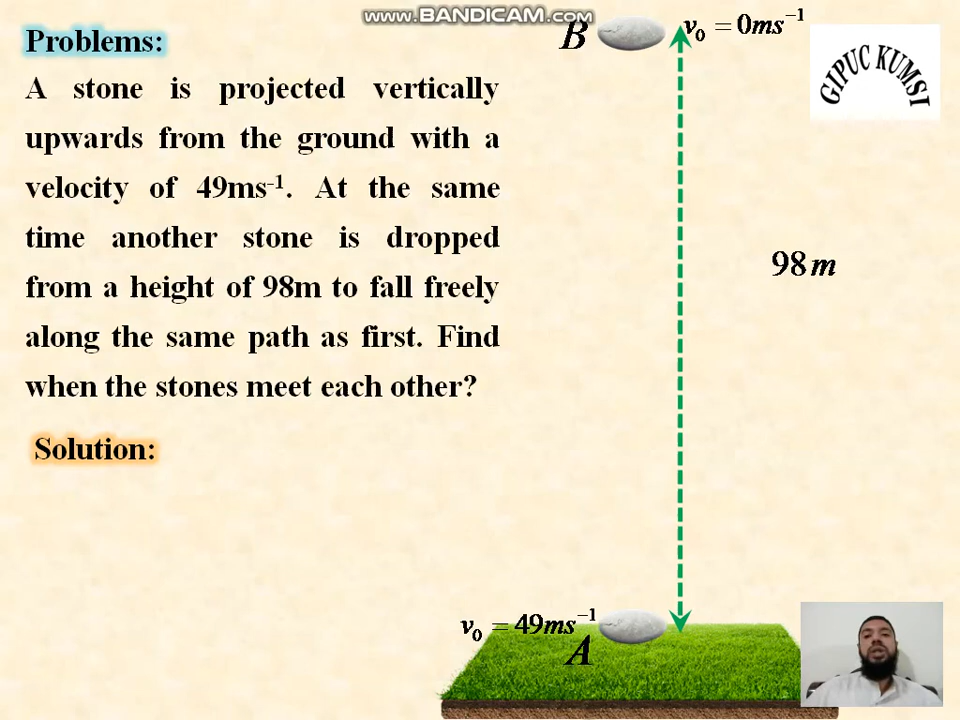 WWW.BANDICAM.COM
Problems:
A stone is projected vertically
upwards from the ground with a
velocity of 49ms⁻¹. At the same
time another stone is dropped
from a height of 98m to fall freely
along the same path as first. Find
when the stones meet each other?
Solution:
B
v₀ = 0ms⁻¹
GIPUC KUMSI
98m
v₀ = 49ms⁻¹
A